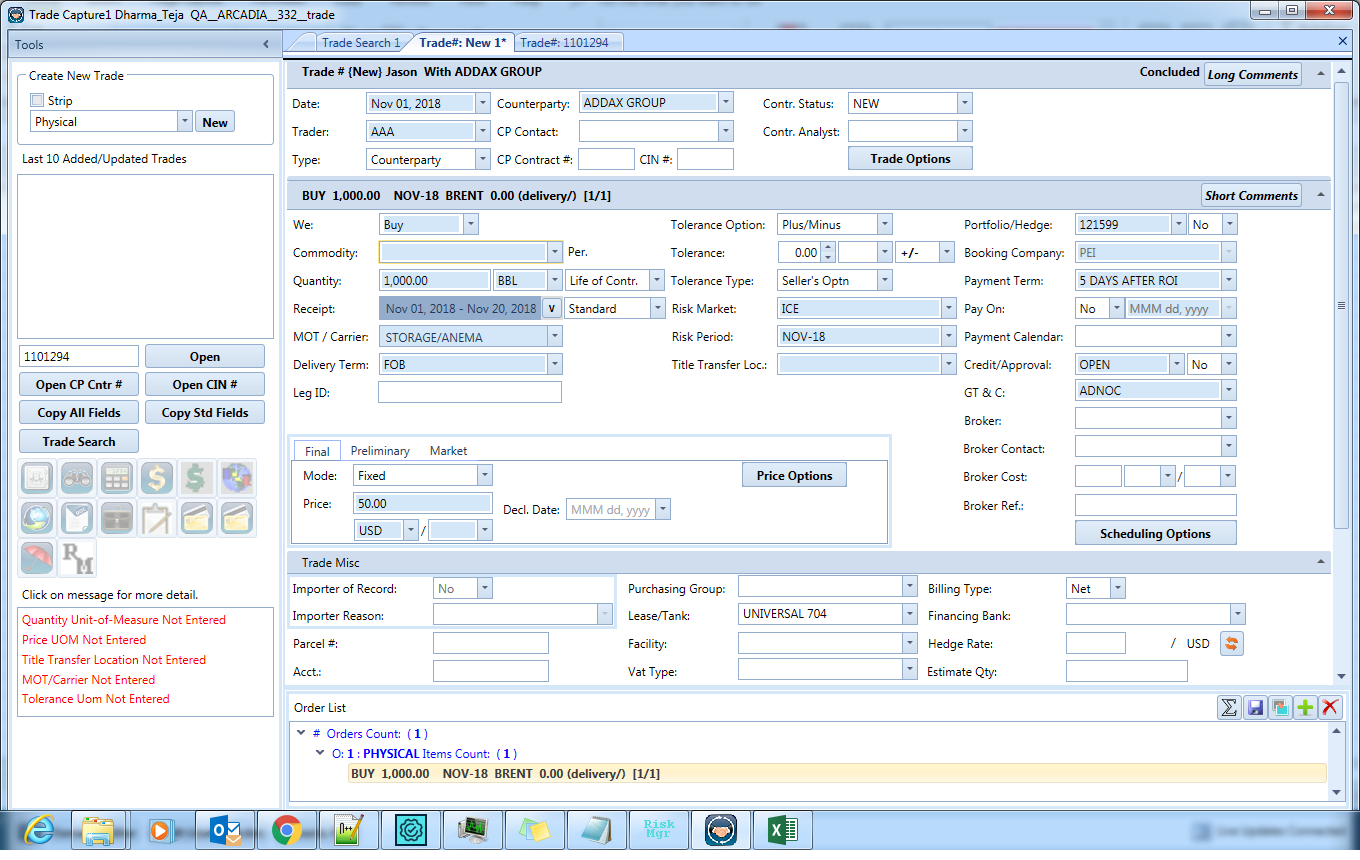 Trade Capture1 Dharma_Teja QA__ARCADIA__332__trade
Tools
Create New Trade
Strip
Physical New
Last 10 Added/Updated Trades
1101294 Open
Open CP Cntr # Open CIN #
Copy All Fields Copy Std Fields
Trade Search
RM
Click on message for more detail.
Quantity Unit-of-Measure Not Entered
Price UOM Not Entered
Title Transfer Location Not Entered
MOT/Carrier Not Entered
Tolerance Uom Not Entered
Trade Search 1 Trade#: New 1* Trade#: 1101294
Trade # {New} Jason With ADDAX GROUP Concluded Long Comments
Date: Nov 01, 2018 Counterparty: ADDAX GROUP Contr. Status: NEW
Trader: AAA CP Contact: Contr. Analyst:
Type: Counterparty CP Contract #: CIN #: Trade Options
BUY 1,000.00 NOV-18 BRENT 0.00 (delivery/) [1/1] Short Comments
We: Buy Tolerance Option: Plus/Minus Portfolio/Hedge: 121599 No
Commodity: Per. Tolerance: 0.00 +/- Booking Company: PEI
Quantity: 1,000.00 BBL Life of Contr. Tolerance Type: Seller's Optn Payment Term: 5 DAYS AFTER ROI
Receipt: Nov 01, 2018 - Nov 20, 2018 v Standard Risk Market: ICE Pay On: No MMM dd, yyyy
MOT / Carrier: STORAGE/ANEMA Risk Period: NOV-18 Payment Calendar:
Delivery Term: FOB Title Transfer Loc.: Credit/Approval: OPEN No
Leg ID: GT & C: ADNOC
Broker:
Broker Contact:
Broker Cost: /
Broker Ref.:
Scheduling Options
Final Preliminary Market
Mode: Fixed Price Options
Price: 50.00 Decl. Date: MMM dd, yyyy
USD /
Trade Misc
Importer of Record: No Purchasing Group: Billing Type: Net
Importer Reason: Lease/Tank: UNIVERSAL 704 Financing Bank:
Parcel #: Facility: Hedge Rate: / USD
Acct.: Vat Type: Estimate Qty:
Order List
# Orders Count: ( 1 )
O: 1 : PHYSICAL Items Count: ( 1 )
BUY 1,000.00 NOV-18 BRENT 0.00 (delivery/) [1/1]
Risk
Mgr